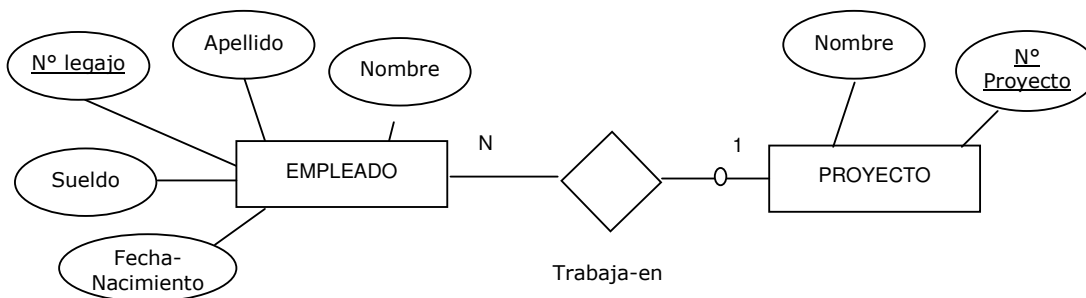 Apellido
N° legajo
Nombre
Nombre
N°
Proyecto
N
1
EMPLEADO
PROYECTO
Sueldo
Fecha-
Nacimiento
Trabaja-en